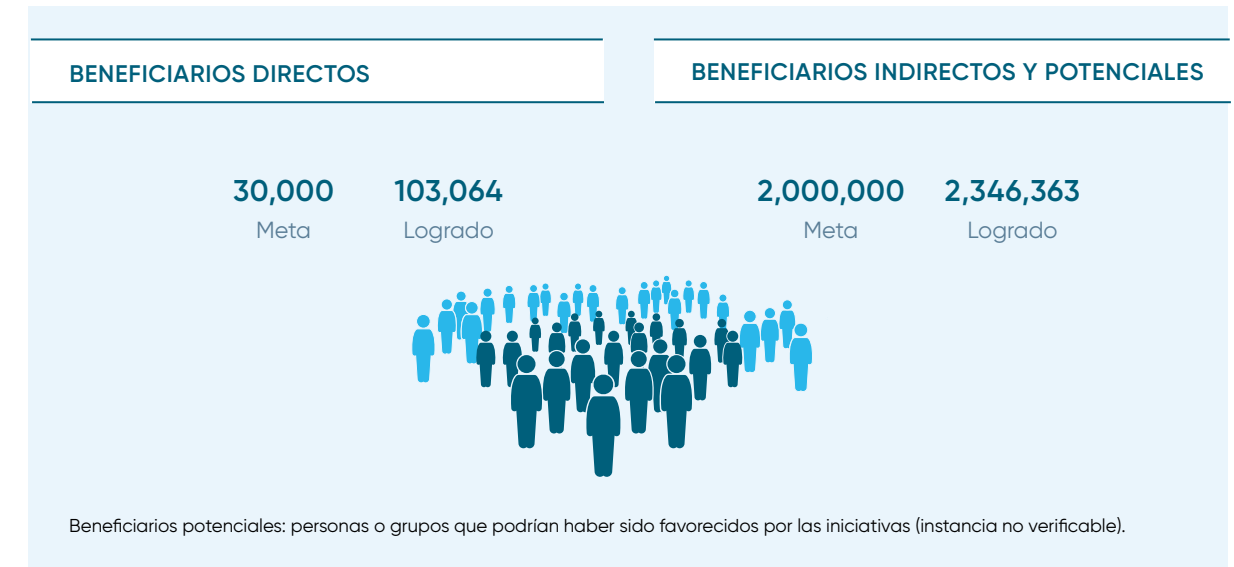 BENEFICIARIOS DIRECTOS
30,000 103,064
Meta Logrado
BENEFICIARIOS INDIRECTOS Y POTENCIALES
2,000,000 2,346,363
Meta Logrado
Beneficiarios potenciales: personas o grupos que podrían haber sido favorecidos por las iniciativas (instancia no verificable).